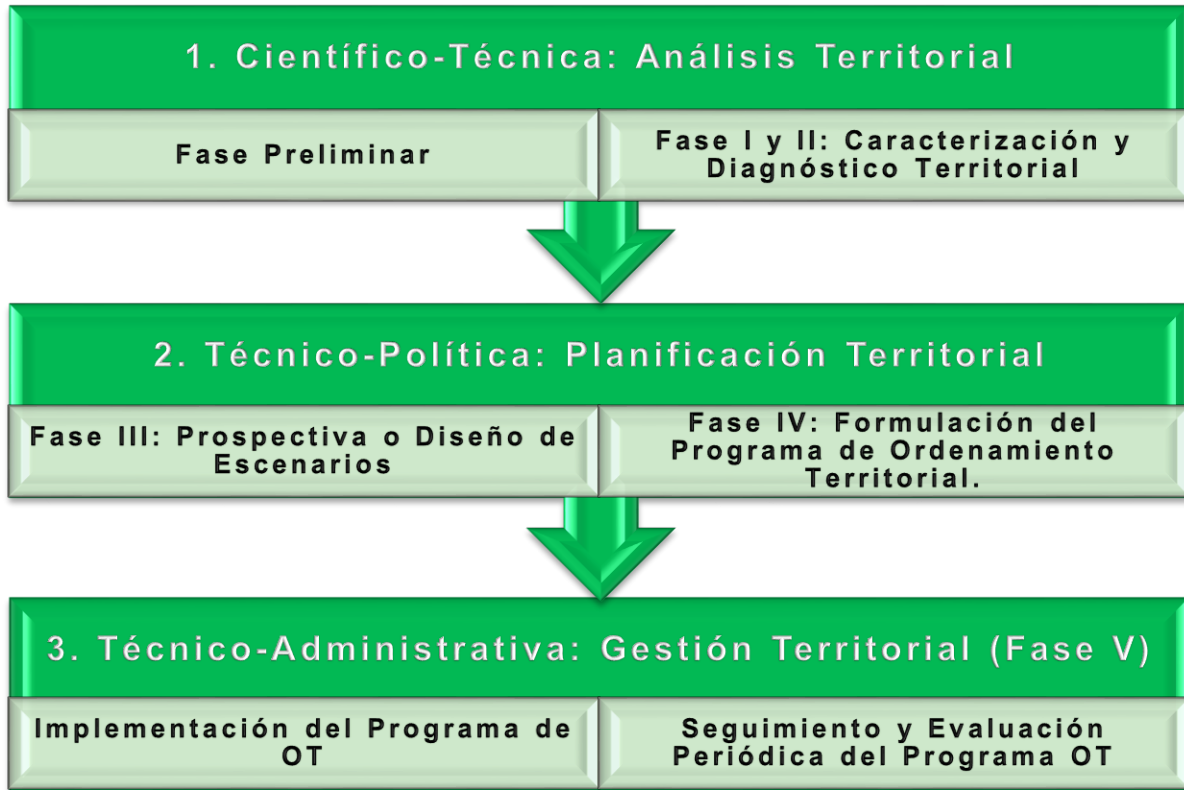 1. Científico-Técnica: Análisis Territorial
Fase Preliminar
Fase I y II: Caracterización y
Diagnóstico Territorial
2. Técnico-Política: Planificación Territorial
Fase III: Prospectiva o Diseño de
Escenarios
Fase IV: Formulación del
Programa de Ordenamiento
Territorial.
3. Técnico-Administrativa: Gestión Territorial (Fase V)
Implementación del Programa de
OT
Seguimiento y Evaluación
Periódica del Programa OT